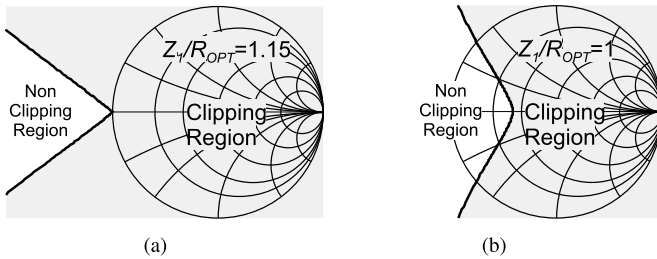 Z1/ROPT=1.15
Non
Clipping
Region
Clipping
Region
(a)
Z1/ROPT=1
Non
Clipping
Region
Clipping
Region
(b)